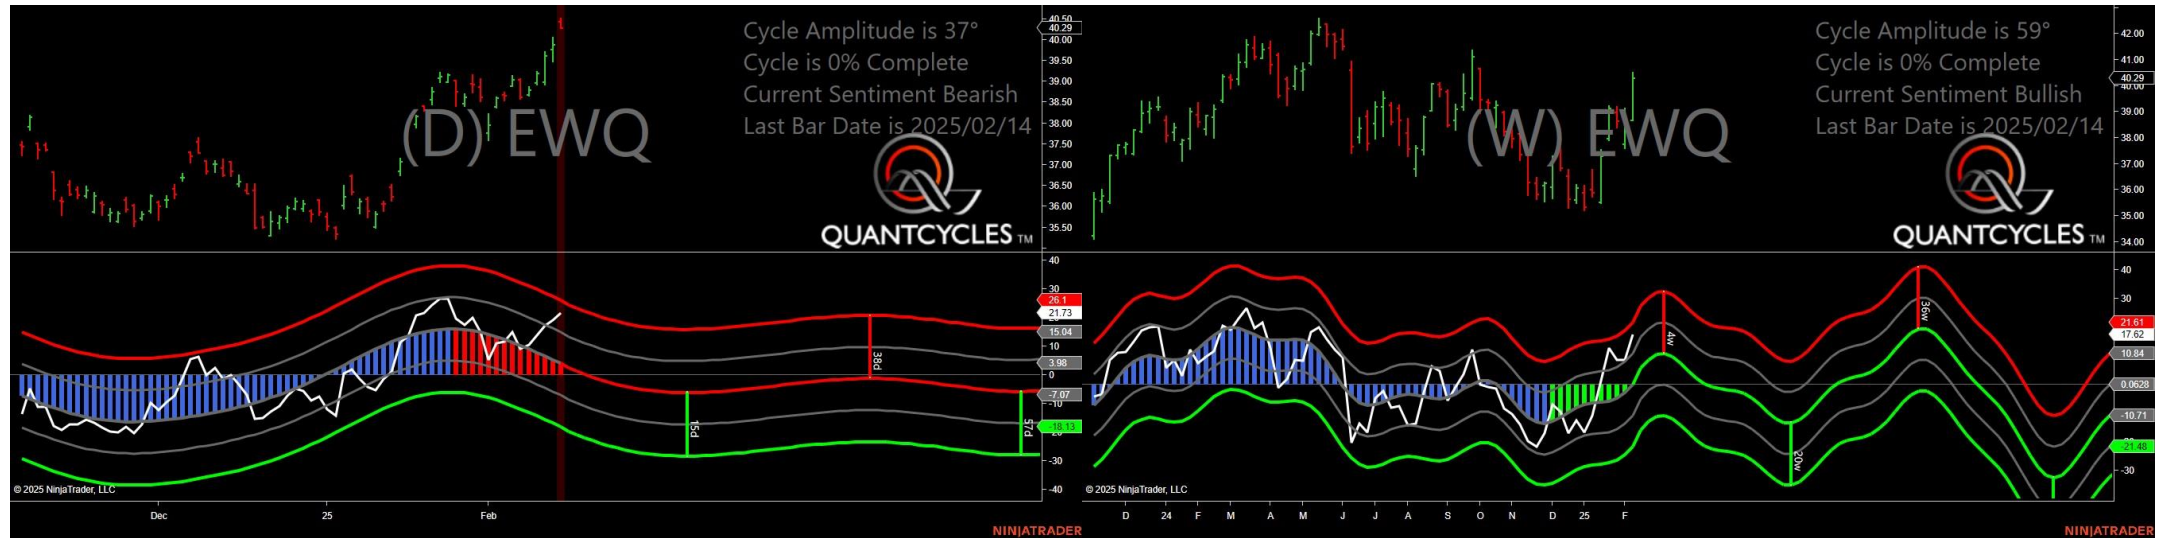 Cycle Amplitude is 37°
Cycle is 0% Complete
Current Sentiment Bearish
Last Bar Date is 2025/02/14
(D) EWQ
QUANTCYCLES TM
40.50
40.29
40.00
39.50
39.00
38.50
38.00
37.50
37.00
36.50
36.00
35.50
40
30
26.1
21.73
15.04
10
3.98
0
-7.07
-10
-18.13
-30
-40
38d
15d
57d
© 2025 NinjaTrader, LLC
Dec
25
Feb
NINJATRADER
Cycle Amplitude is 59°
Cycle is 0% Complete
Current Sentiment Bullish
Last Bar Date is 2025/02/14
(W) EWQ
QUANTCYCLES TM
42.00
41.00
40.29
40.00
39.00
38.00
37.00
36.00
35.00
34.00
40
30
21.61
17.62
10.84
0.0628
-10.71
-21.48
-30
4w
36w
20w
© 2025 NinjaTrader, LLC
D 24 F M A M J J A S O N D 25 F
NINJATRADER